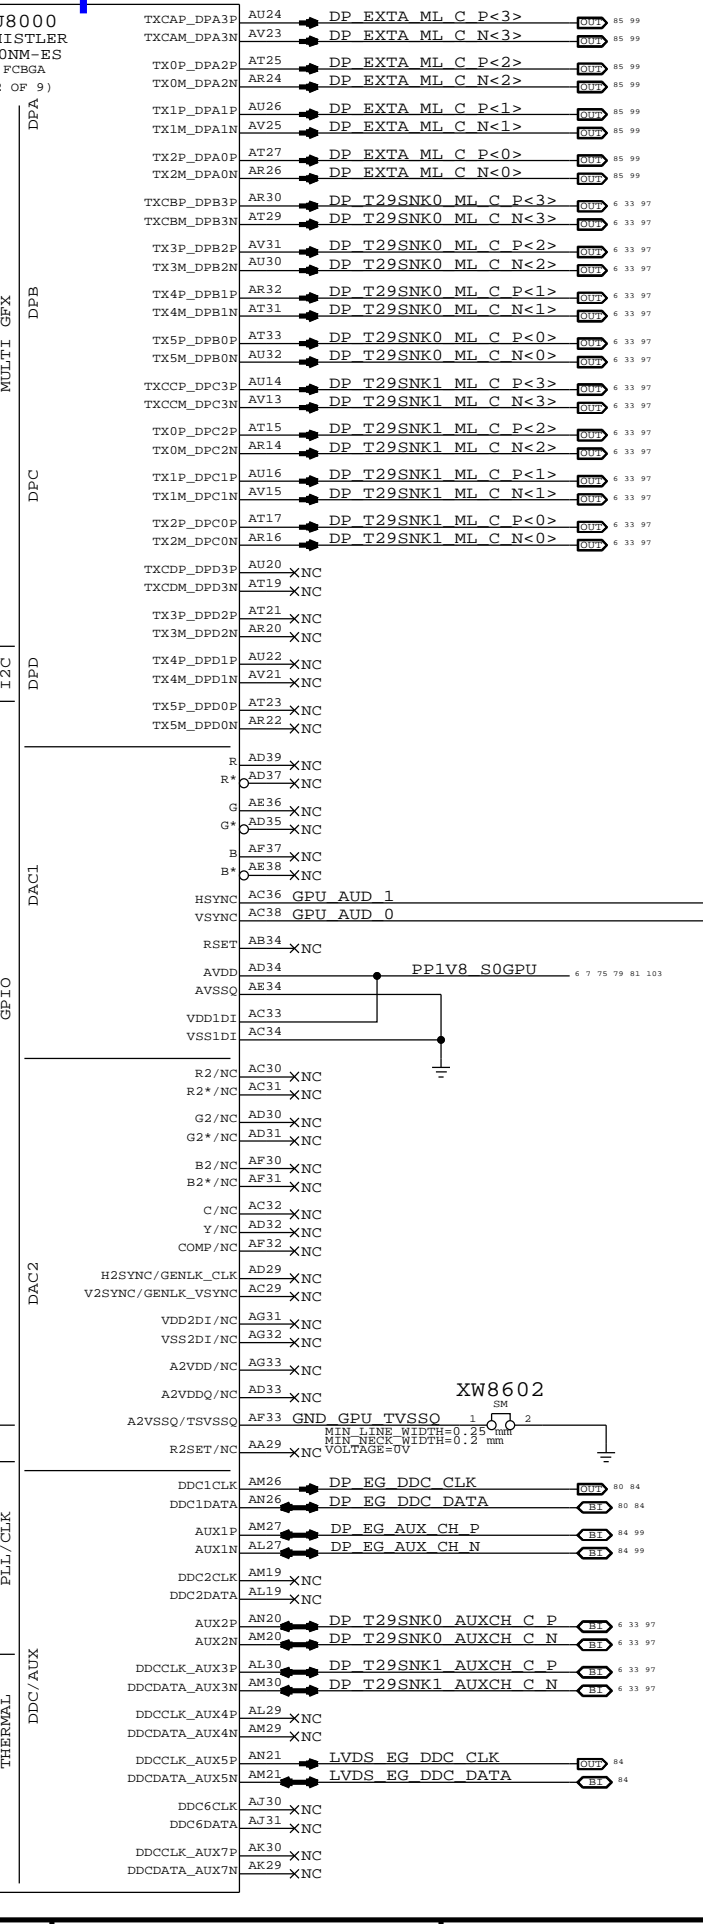 J8000
HISTLER
0NM-ES
FCBGA
OF 9)
DPA
TXCAP_DPA3P AU24 DP_EXTA_ML_C_P<3> OUT 85 99
TXCAM_DPA3N AV23 DP_EXTA_ML_C_N<3> OUT 85 99
TX0P_DPA2P AT25 DP_EXTA_ML_C_P<2> OUT 85 99
TX0M_DPA2N AR24 DP_EXTA_ML_C_N<2> OUT 85 99
TX1P_DPA1P AU26 DP_EXTA_ML_C_P<1> OUT 85 99
TX1M_DPA1N AV25 DP_EXTA_ML_C_N<1> OUT 85 99
TX2P_DPA0P AT27 DP_EXTA_ML_C_P<0> OUT 85 99
TX2M_DPA0N AR26 DP_EXTA_ML_C_N<0> OUT 85 99
MULTI GFX
DPB
TXCBP_DPB3P AR30 DP_T29SNK0_ML_C_P<3> OUT 6 33 97
TXCBM_DPB3N AT29 DP_T29SNK0_ML_C_N<3> OUT 6 33 97
TX3P_DPB2P AV31 DP_T29SNK0_ML_C_P<2> OUT 6 33 97
TX3M_DPB2N AU30 DP_T29SNK0_ML_C_N<2> OUT 6 33 97
TX4P_DPB1P AR32 DP_T29SNK0_ML_C_P<1> OUT 6 33 97
TX4M_DPB1N AT31 DP_T29SNK0_ML_C_N<1> OUT 6 33 97
TX5P_DPB0P AT33 DP_T29SNK0_ML_C_P<0> OUT 6 33 97
TX5M_DPB0N AU32 DP_T29SNK0_ML_C_N<0> OUT 6 33 97
DPC
TXCCP_DPC3P AU14 DP_T29SNK1_ML_C_P<3> OUT 6 33 97
TXCCM_DPC3N AV13 DP_T29SNK1_ML_C_N<3> OUT 6 33 97
TX0P_DPC2P AT15 DP_T29SNK1_ML_C_P<2> OUT 6 33 97
TX0M_DPC2N AR14 DP_T29SNK1_ML_C_N<2> OUT 6 33 97
TX1P_DPC1P AU16 DP_T29SNK1_ML_C_P<1> OUT 6 33 97
TX1M_DPC1N AV15 DP_T29SNK1_ML_C_N<1> OUT 6 33 97
TX2P_DPC0P AT17 DP_T29SNK1_ML_C_P<0> OUT 6 33 97
TX2M_DPC0N AR16 DP_T29SNK1_ML_C_N<0> OUT 6 33 97
I2C
DPD
TXCDP_DPD3P AU20 NC
TXCDM_DPD3N AT19 NC
TX3P_DPD2P AT21 NC
TX3M_DPD2N AR20 NC
TX4P_DPD1P AU22 NC
TX4M_DPD1N AV21 NC
TX5P_DPD0P AT23 NC
TX5M_DPD0N AR22 NC
GPIO
DAC1
R AD39 NC
R* AD37 NC
G AE36 NC
G* AD35 NC
B AF37 NC
B* AE38 NC
HSYNC AC36 GPU_AUD_1
VSYNC AC38 GPU_AUD_0
RSET AB34 NC
AVDD AD34 PP1V8_S0GPU 6 7 75 79 81 103
AVSSQ AE34
VDD1DI AC33
VSS1DI AC34
DAC2
R2/NC AC30 NC
R2*/NC AC31 NC
G2/NC AD30 NC
G2*/NC AD31 NC
B2/NC AF30 NC
B2*/NC AF31 NC
C/NC AC32 NC
Y/NC AD32 NC
COMP/NC AF32 NC
H2SYNC/GENLK_CLK AD29 NC
V2SYNC/GENLK_VSYNC AC29 NC
VDD2DI/NC AG31 NC
VSS2DI/NC AG32 NC
A2VDD/NC AG33 NC
A2VDDQ/NC AD33 NC
XW8602
SM
A2VSSQ/TSVSSQ AF33 GND_GPU_TVSSQ 1 2
MIN_LINE_WIDTH=0.25 mm
MIN_NECK_WIDTH=0.2 mm
VOLTAGE=0V
R2SET/NC AA29 NC
PLL/CLK
THERMAL
DDC/AUX
DDC1CLK AM26 DP_EG_DDC_CLK OUT 80 84
DDC1DATA AN26 DP_EG_DDC_DATA BI 80 84
AUX1P AM27 DP_EG_AUX_CH_P BI 84 99
AUX1N AL27 DP_EG_AUX_CH_N BI 84 99
DDC2CLK AM19 NC
DDC2DATA AL19 NC
AUX2P AN20 DP_T29SNK0_AUXCH_C_P BI 6 33 97
AUX2N AM20 DP_T29SNK0_AUXCH_C_N BI 6 33 97
DDCCLK_AUX3P AL30 DP_T29SNK1_AUXCH_C_P BI 6 33 97
DDCDATA_AUX3N AM30 DP_T29SNK1_AUXCH_C_N BI 6 33 97
DDCCLK_AUX4P AL29 NC
DDCDATA_AUX4N AM29 NC
DDCCLK_AUX5P AN21 LVDS_EG_DDC_CLK OUT 84
DDCDATA_AUX5N AM21 LVDS_EG_DDC_DATA BI 84
DDC6CLK AJ30 NC
DDC6DATA AJ31 NC
DDCCLK_AUX7P AK30 NC
DDCDATA_AUX7N AK29 NC